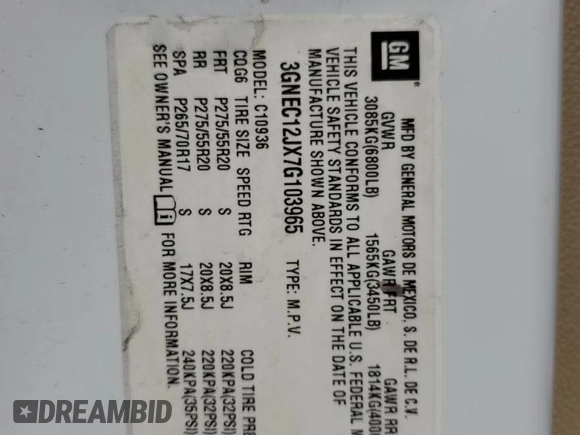 GM
MFD BY GENERAL MOTORS DE MEXICO, S. DE R.L. DE C.V.
GVWR GAWR FRT GAWR RR
3085KG(6800LB) 1565KG(3450LB) 1814KG(400
THIS VEHICLE CONFORMS TO ALL APPLICABLE U.S. FEDERAL M
VEHICLE SAFETY STANDARDS IN EFFECT ON THE DATE OF
MANUFACTURE SHOWN ABOVE.
3GNEC12JX7G103965 TYPE: M.P.V.
MODEL: C10936
CQG6 TIRE SIZE SPEED RTG RIM COLD TIRE PRE
FRT P275/55R20 S 20X8.5J 220KPA(32PSI)
RR P275/55R20 S 20X8.5J 220KPA(32PSI)
SPA P265/70R17 S 17X7.5J 240KPA(35PSI)
SEE OWNER'S MANUAL FOR MORE INFORMATION.
DREAMBID